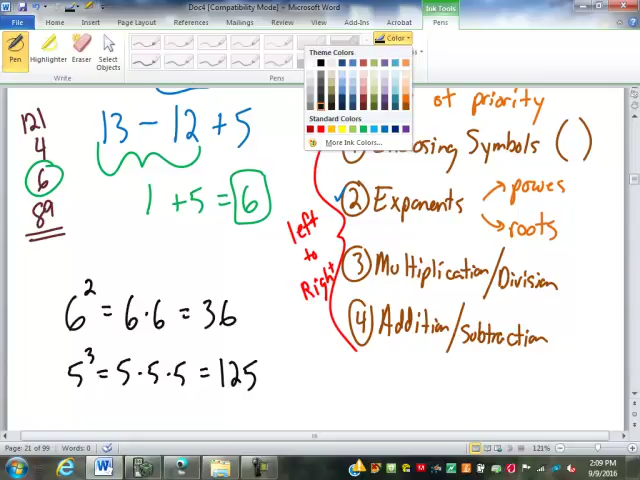 Doc4 [Compatibility Mode] - Microsoft Word
Ink Tools
File Home Insert Page Layout References Mailings Review View Add-Ins Acrobat Pens
Pen Highlighter Eraser Select Objects
Color
Write
Pens
Theme Colors
Standard Colors
More Ink Colors...
121
4
6
89
13 - 12 + 5
1 + 5 = 6
6² = 6·6 = 36
5³ = 5·5·5 = 125
of priority
Symbols ( )
2 Exponents
powes
roots
3 Multiplication/Division
4 Addition/subtraction
left
to
Right
Page: 21 of 99 Words: 0
121%
2:09 PM
9/9/2016